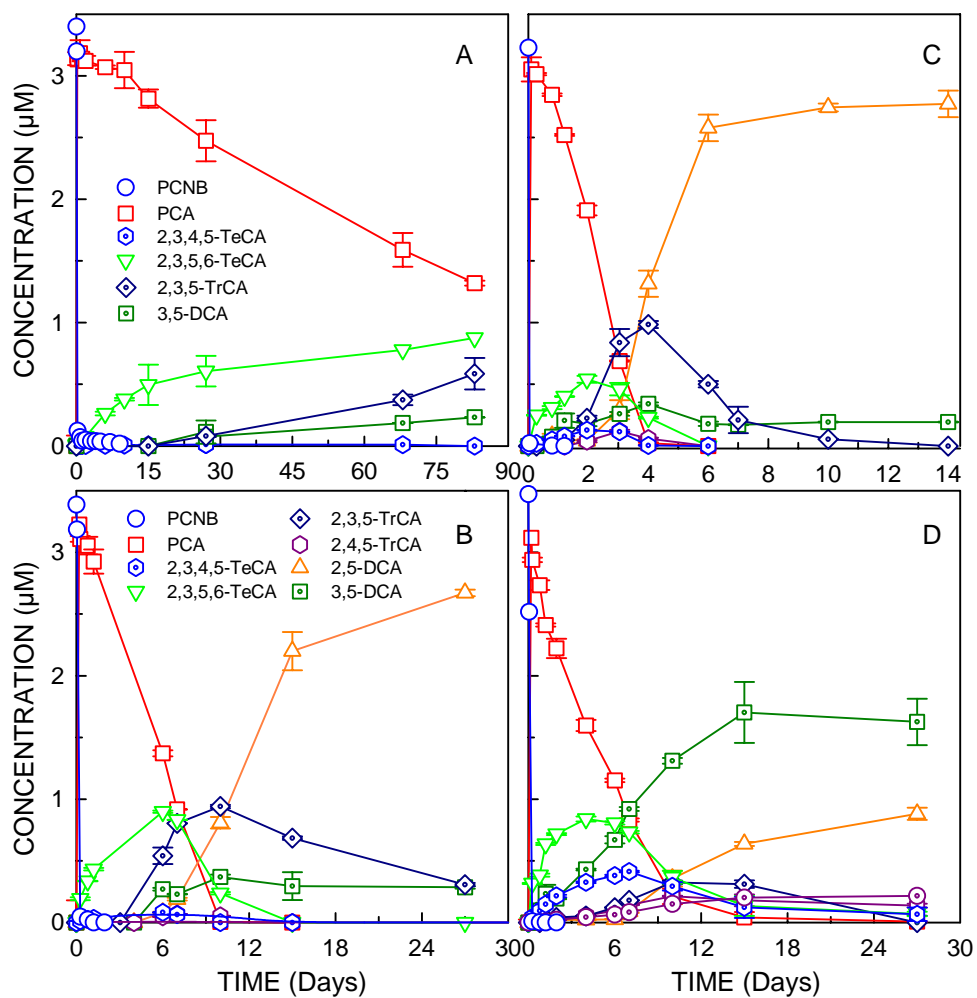 A
C
3
2
1
0
CONCENTRATION (µM)
PCNB
PCA
2,3,4,5-TeCA
2,3,5,6-TeCA
2,3,5-TrCA
3,5-DCA
0 15 30 45 60 75 90
0 2 4 6 8 10 12 14
B
D
3
2
1
0
CONCENTRATION (µM)
PCNB
PCA
2,3,4,5-TeCA
2,3,5,6-TeCA
2,3,5-TrCA
2,4,5-TrCA
2,5-DCA
3,5-DCA
0 6 12 18 24 30
0 6 12 18 24 30
TIME (Days)
TIME (Days)